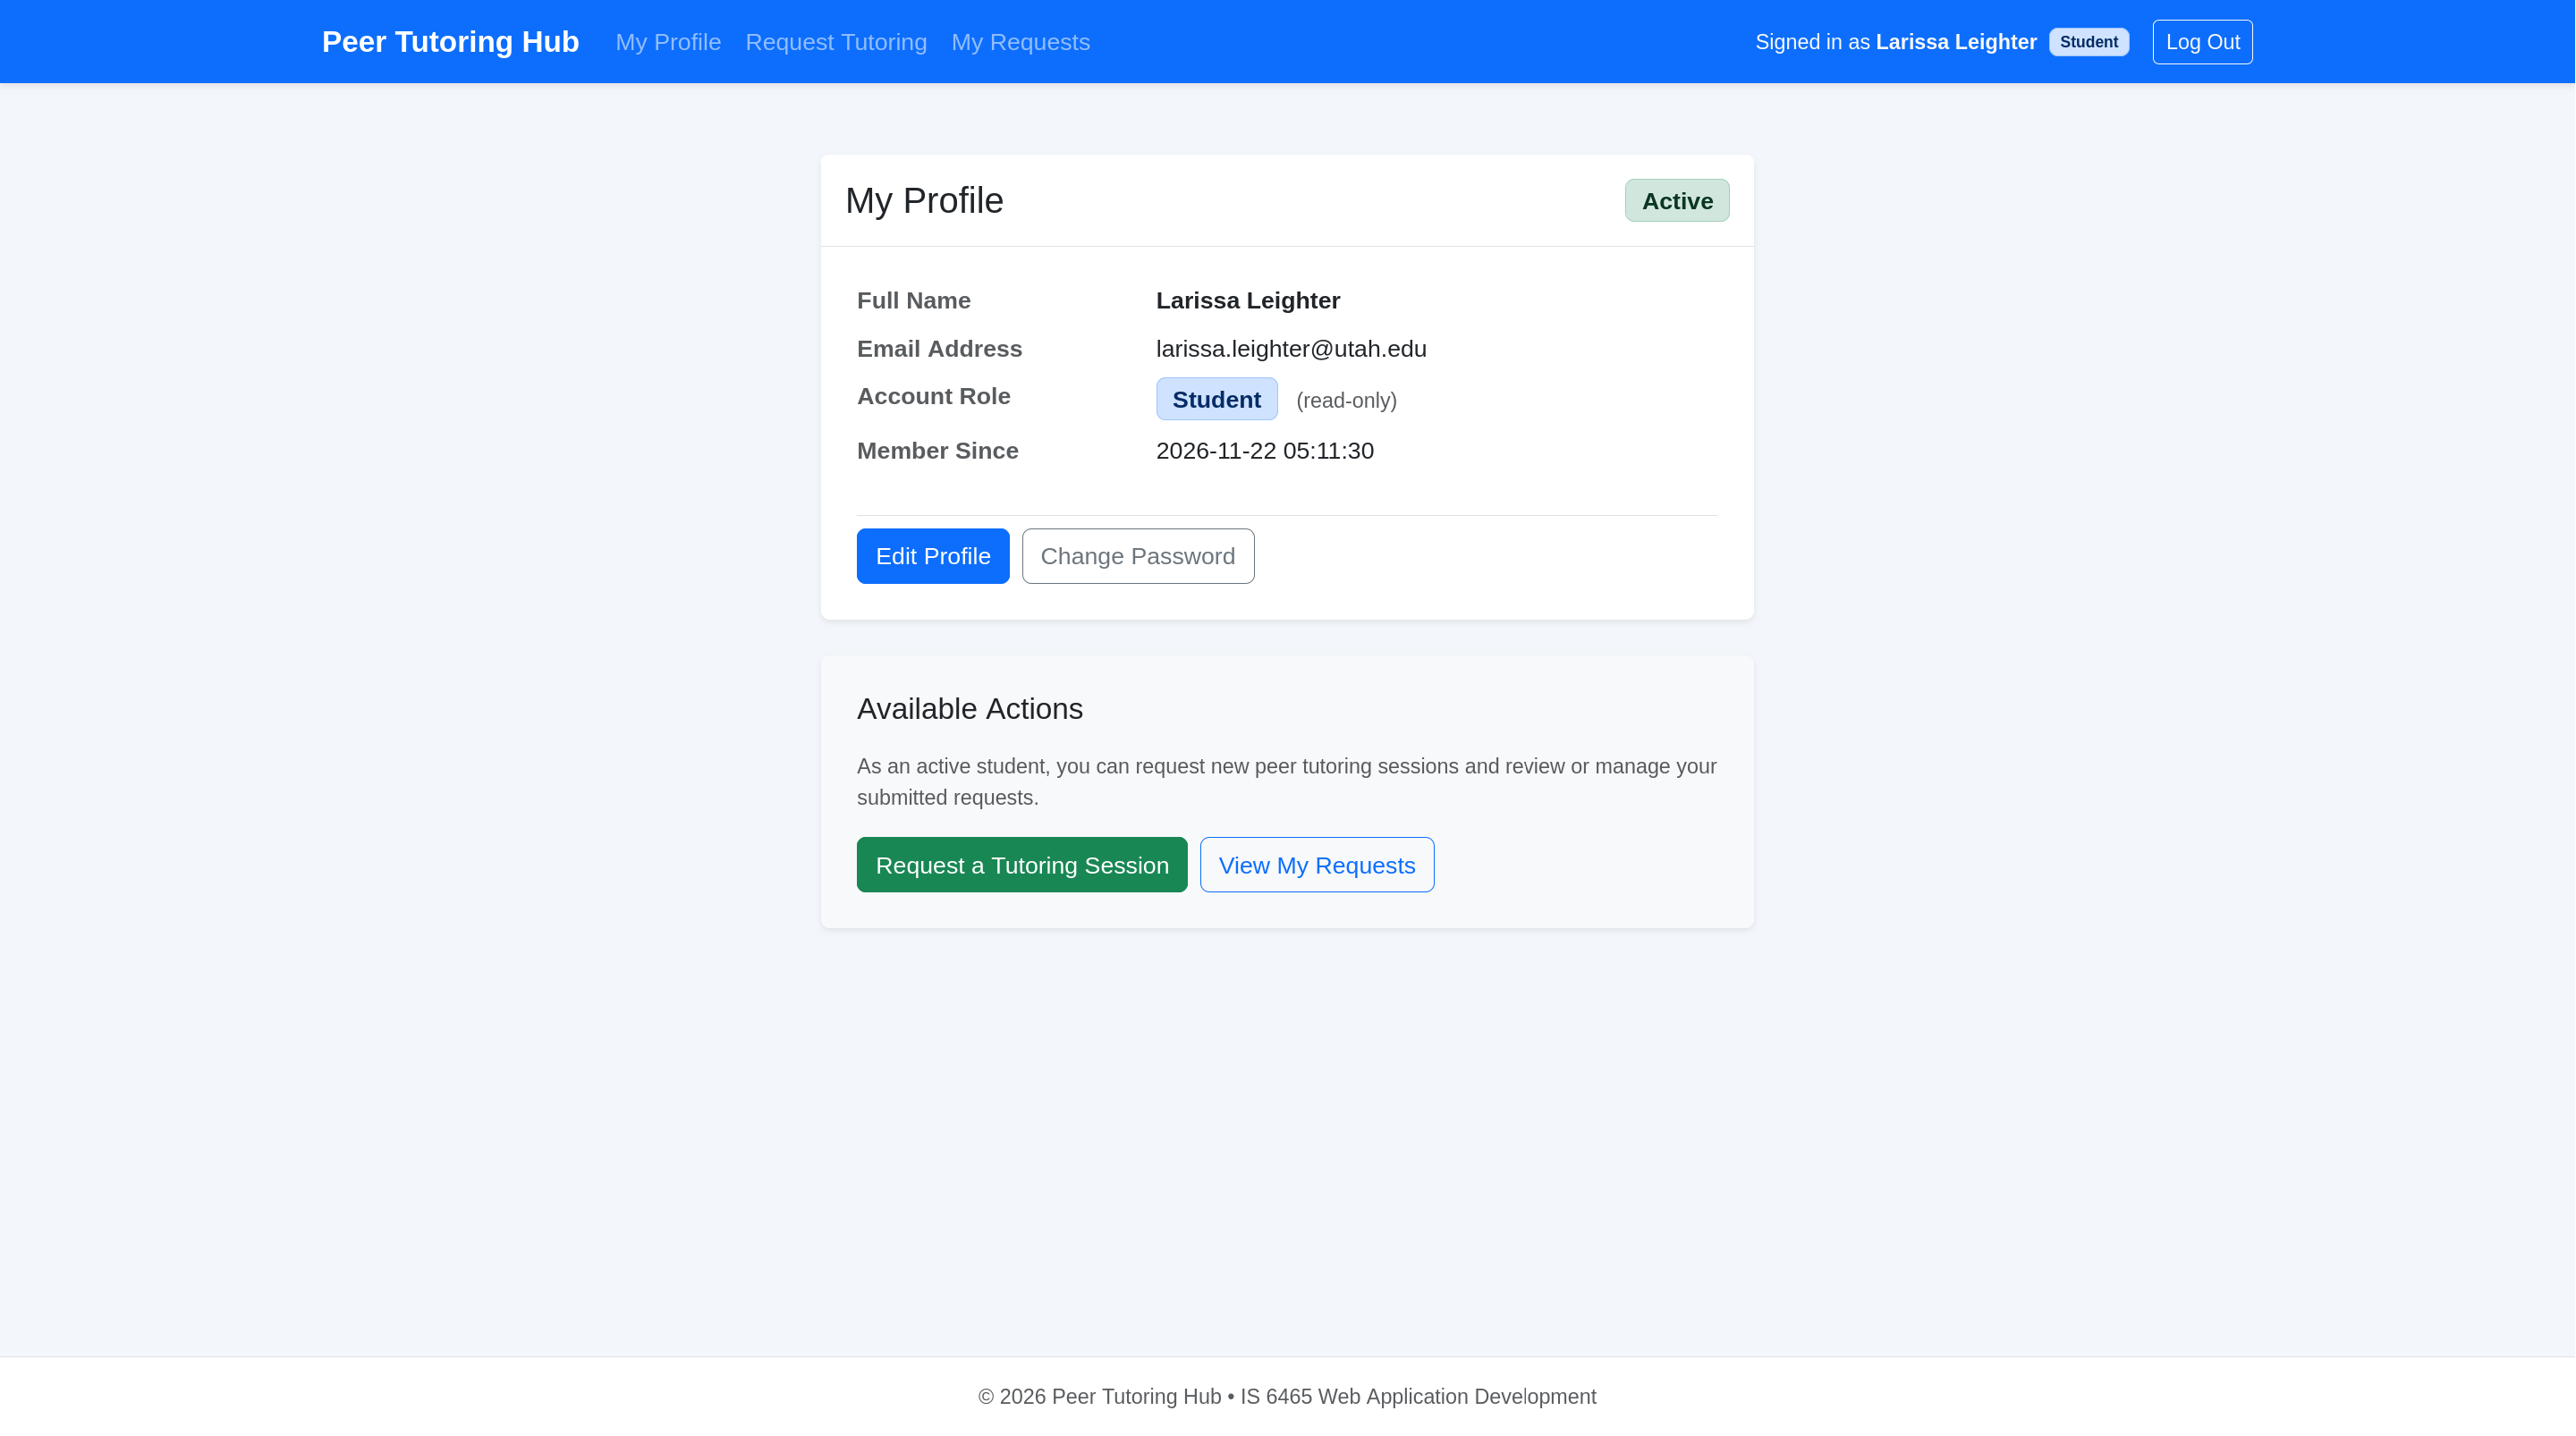 Peer Tutoring Hub My Profile Request Tutoring My Requests Signed in as Larissa Leighter Student Log Out
My Profile Active
Full Name Larissa Leighter
Email Address larissa.leighter@utah.edu
Account Role Student (read-only)
Member Since 2026-11-22 05:11:30
Edit Profile Change Password
Available Actions
As an active student, you can request new peer tutoring sessions and review or manage your
submitted requests.
Request a Tutoring Session View My Requests
© 2026 Peer Tutoring Hub • IS 6465 Web Application Development